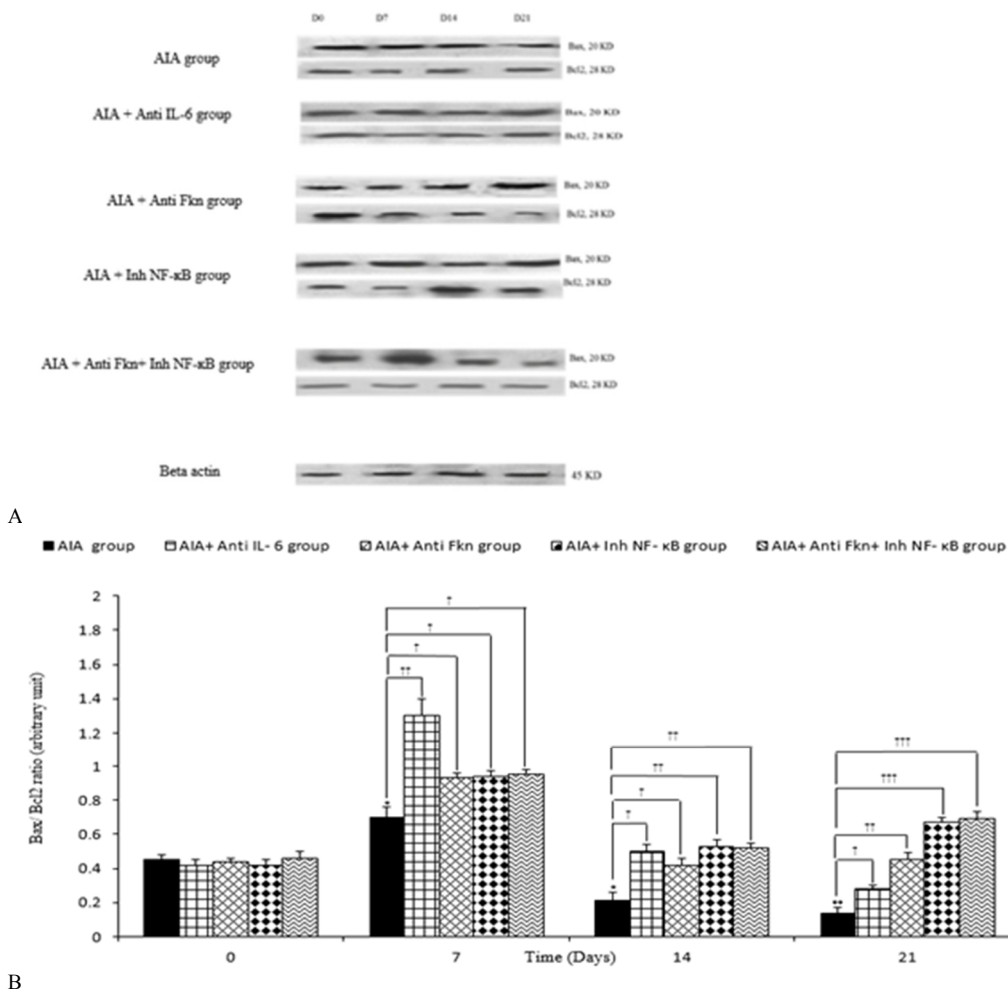 D0 D7 D14 D21
AIA group
Bax, 20 KD
Bcl2, 28 KD
AIA + Anti IL-6 group
Bax, 20 KD
Bcl2, 28 KD
AIA + Anti Fkn group
Bax, 20 KD
Bcl2, 28 KD
AIA + Inh NF-κB group
Bax, 20 KD
Bcl2, 28 KD
AIA + Anti Fkn+ Inh NF-κB group
Bax, 20 KD
Bcl2, 28 KD
Beta actin
45 KD
A
AIA group AIA+ Anti IL- 6 group AIA+ Anti Fkn group AIA+ Inh NF- κB group AIA+ Anti Fkn+ Inh NF- κB group
Bax/ Bcl2 ratio (arbitrary unit)
2
1.8
1.6
1.4
1.2
1
0.8
0.6
0.4
0.2
0
†
†
†
††
*
††
††
†
†
*
†††
†††
††
†
**
0 7 14 21
Time (Days)
B